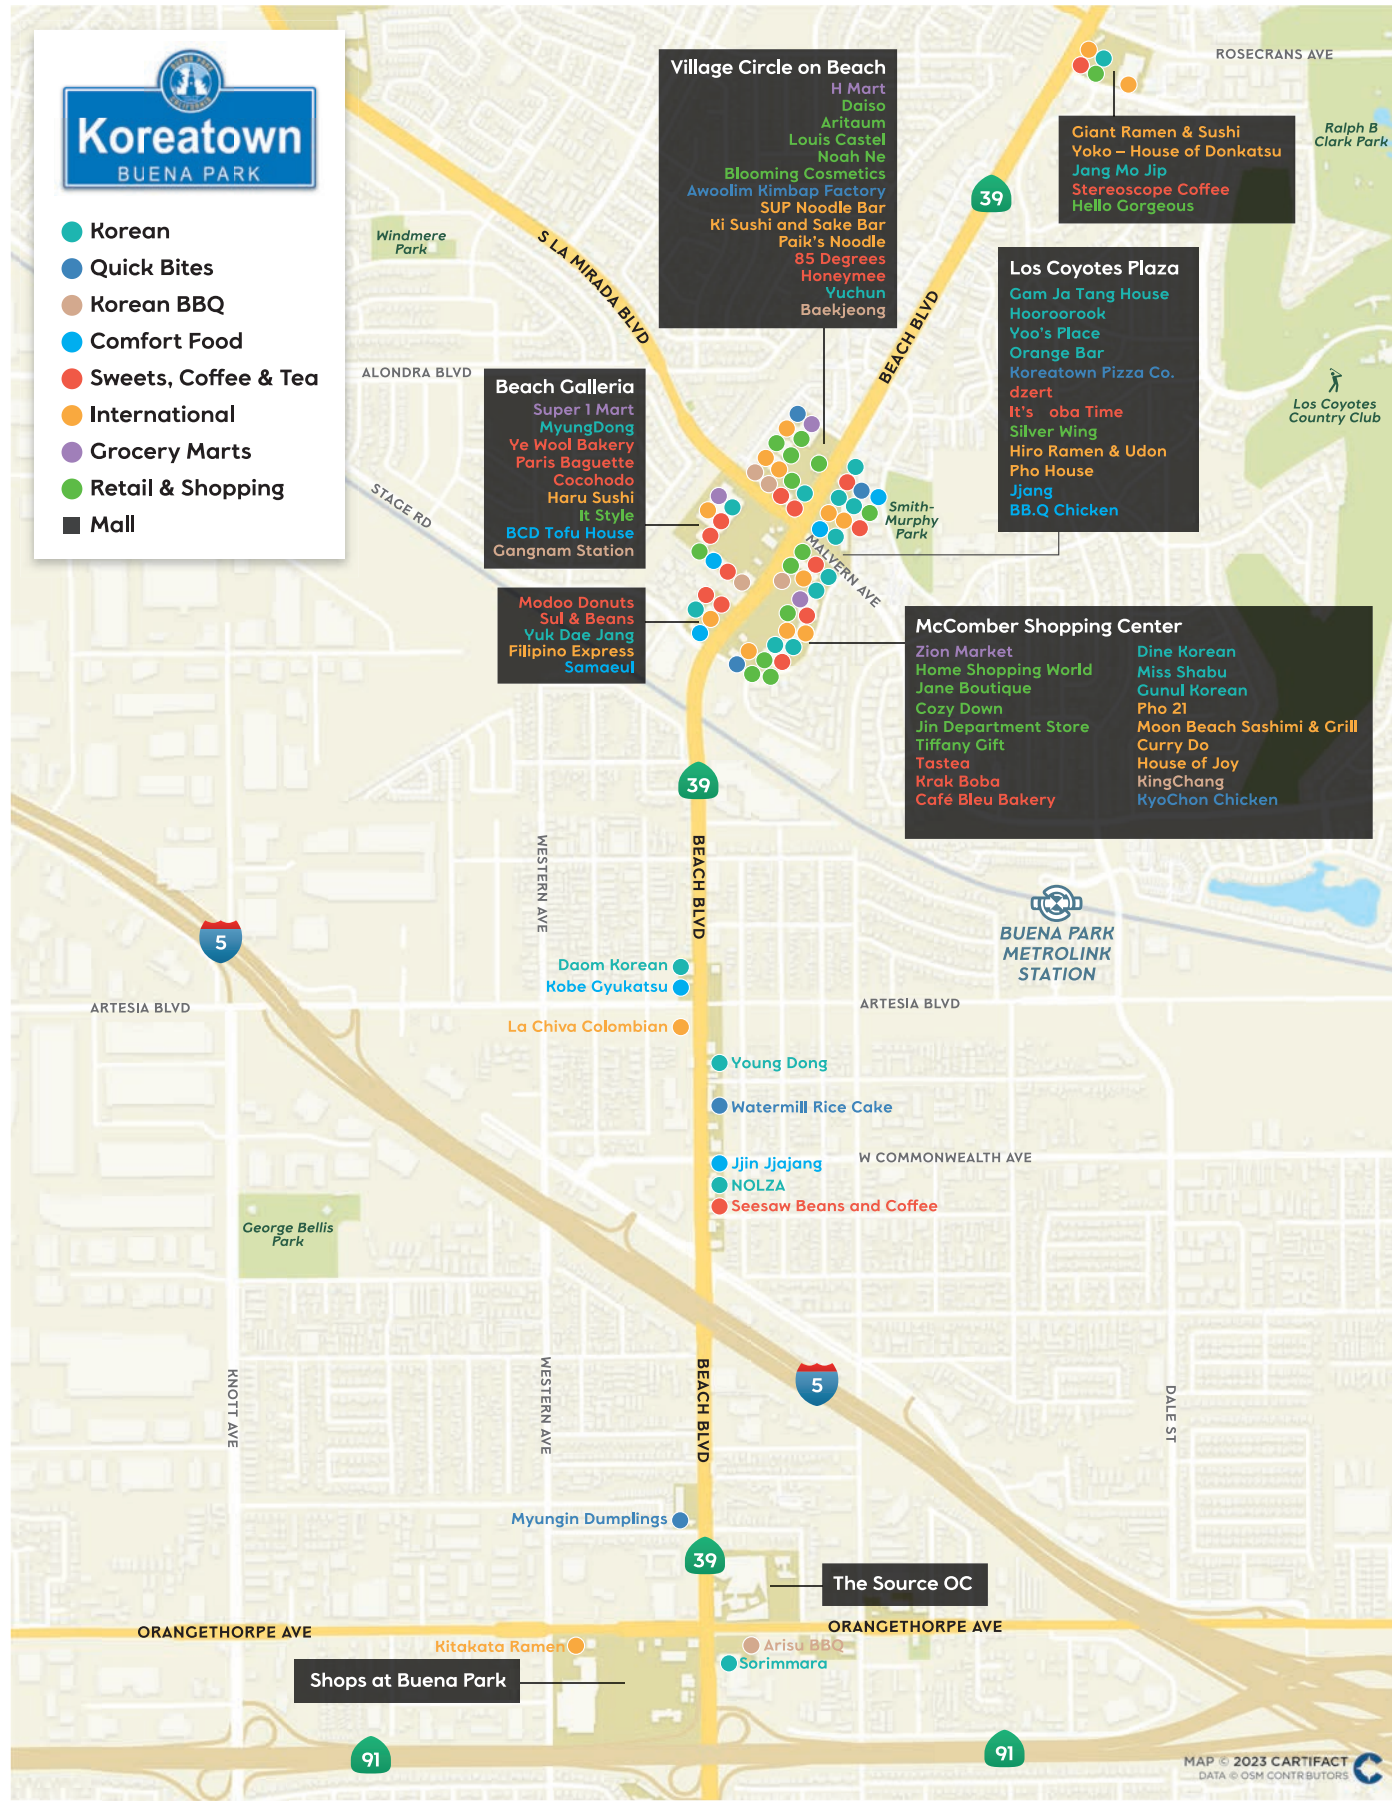 BUENA PARK
CALIFORNIA
Koreatown
BUENA PARK
Korean
Quick Bites
Korean BBQ
Comfort Food
Sweets, Coffee & Tea
International
Grocery Marts
Retail & Shopping
Mall
Village Circle on Beach
H Mart
Daiso
Aritaum
Louis Castel
Noah Ne
Blooming Cosmetics
Awoolim Kimbap Factory
SUP Noodle Bar
Ki Sushi and Sake Bar
Paik's Noodle
85 Degrees
Honeymee
Yuchun
Baekjeong
ROSECRANS AVE
Giant Ramen & Sushi
Yoko – House of Donkatsu
Jang Mo Jip
Stereoscope Coffee
Hello Gorgeous
Ralph B
Clark Park
39
Windmere
Park
S LA MIRADA BLVD
BEACH BLVD
ALONDRA BLVD
STAGE RD
Los Coyotes Plaza
Gam Ja Tang House
Hooroorook
Yoo's Place
Orange Bar
Koreatown Pizza Co.
dzert
It's oba Time
Silver Wing
Hiro Ramen & Udon
Pho House
Jjang
BB.Q Chicken
Los Coyotes
Country Club
Beach Galleria
Super 1 Mart
MyungDong
Ye Wool Bakery
Paris Baguette
Cocohodo
Haru Sushi
It Style
BCD Tofu House
Gangnam Station
Smith-
Murphy
Park
MALVERN AVE
Modoo Donuts
Sul & Beans
Yuk Dae Jang
Filipino Express
Samaeul
McComber Shopping Center
Zion Market
Home Shopping World
Jane Boutique
Cozy Down
Jin Department Store
Tiffany Gift
Tastea
Krak Boba
Café Bleu Bakery
Dine Korean
Miss Shabu
Gunul Korean
Pho 21
Moon Beach Sashimi & Grill
Curry Do
House of Joy
KingChang
KyoChon Chicken
39
WESTERN AVE
BEACH BLVD
5
BUENA PARK
METROLINK
STATION
Daom Korean
Kobe Gyukatsu
ARTESIA BLVD
ARTESIA BLVD
La Chiva Colombian
Young Dong
Watermill Rice Cake
Jjin Jjajang
W COMMONWEALTH AVE
NOLZA
Seesaw Beans and Coffee
George Bellis
Park
KNOTT AVE
WESTERN AVE
BEACH BLVD
5
DALE ST
Myungin Dumplings
39
The Source OC
ORANGETHORPE AVE
ORANGETHORPE AVE
Kitakata Ramen
Arisu BBQ
Sorimmara
Shops at Buena Park
91
91
MAP © 2023 CARTIFACT
DATA © OSM CONTRIBUTORS